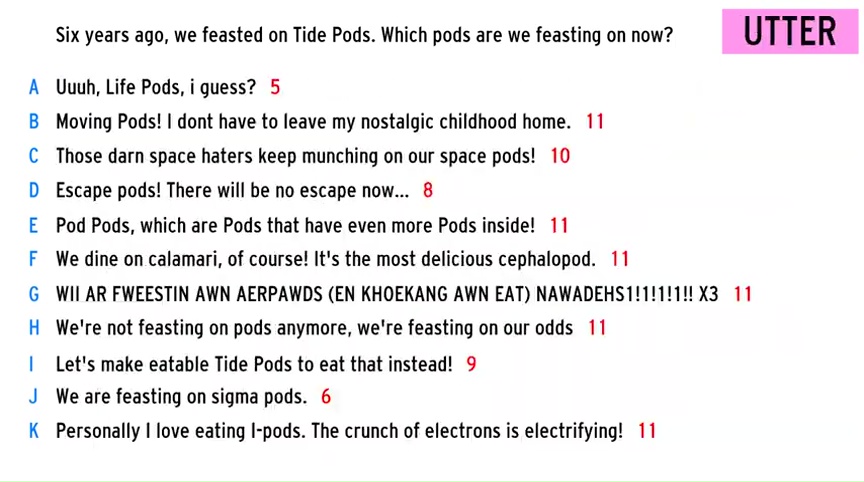 Six years ago, we feasted on Tide Pods. Which pods are we feasting on now?
UTTER
A Uuuh, Life Pods, i guess? 5
B Moving Pods! I dont have to leave my nostalgic childhood home. 11
C Those darn space haters keep munching on our space pods! 10
D Escape pods! There will be no escape now... 8
E Pod Pods, which are Pods that have even more Pods inside! 11
F We dine on calamari, of course! It's the most delicious cephalopod. 11
G WII AR FWEESTIN AWN AERPAWDS (EN KHOEKANG AWN EAT) NAWADEHS1!1!1!1!! X3 11
H We're not feasting on pods anymore, we're feasting on our odds 11
I Let's make eatable Tide Pods to eat that instead! 9
J We are feasting on sigma pods. 6
K Personally I love eating I-pods. The crunch of electrons is electrifying! 11